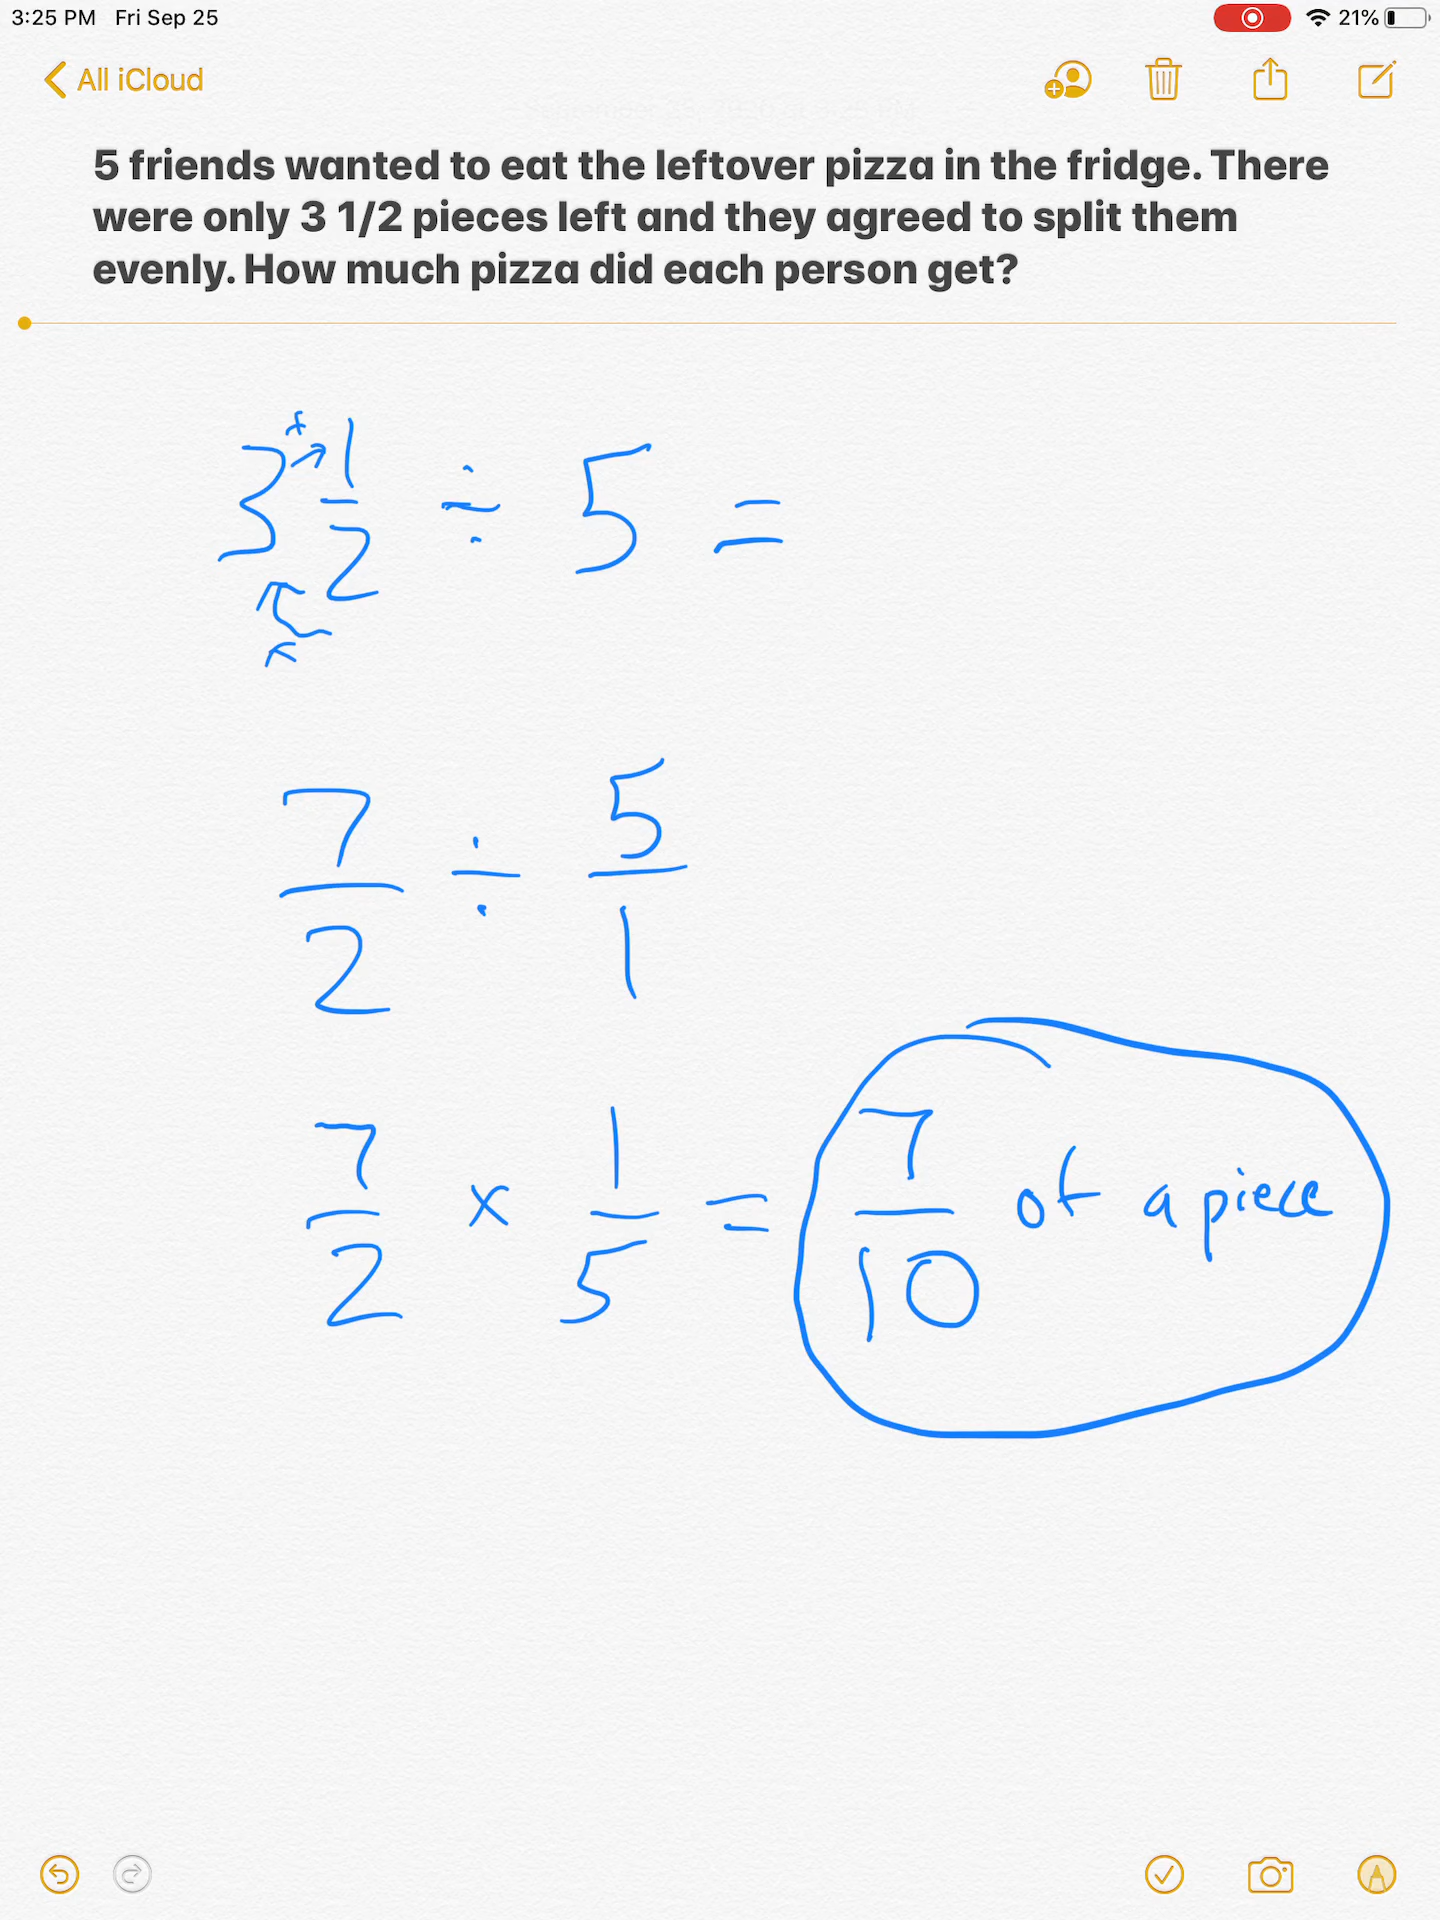 3:25 PM Fri Sep 25 21%
All iCloud
5 friends wanted to eat the leftover pizza in the fridge. There
were only 3 1/2 pieces left and they agreed to split them
evenly. How much pizza did each person get?
+
3 1/2 ÷ 5 =
x
7/2 ÷ 5/1
7/2 x 1/5 = 7/10 of a piece